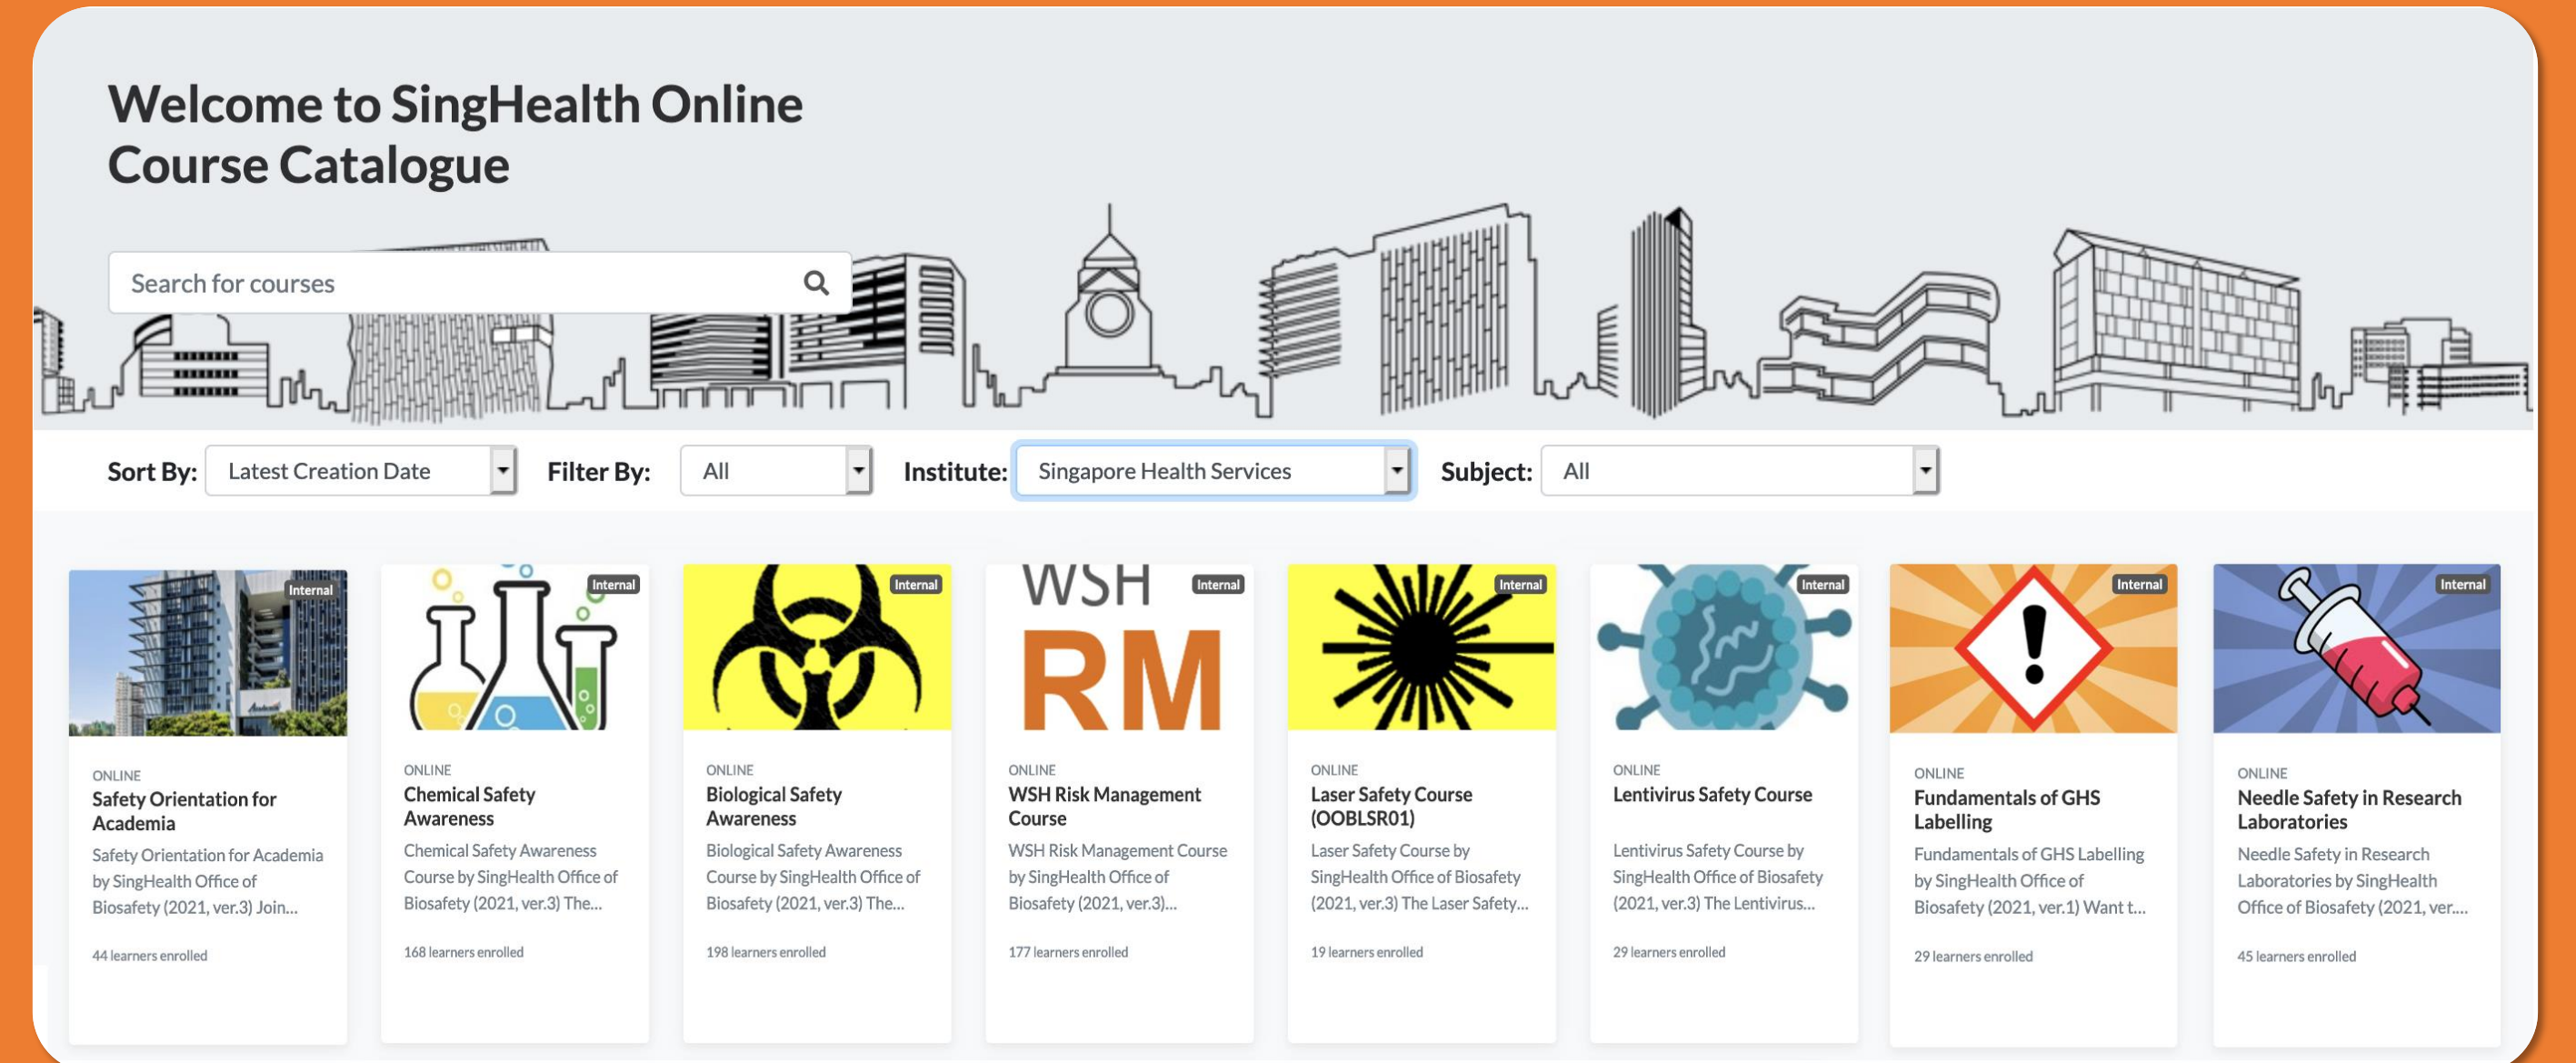 Welcome to SingHealth Online
Course Catalogue
Search for courses
Sort By: Latest Creation Date Filter By: All Institute: Singapore Health Services Subject: All
Internal
ONLINE
Safety Orientation for
Academia
Safety Orientation for Academia
by SingHealth Office of
Biosafety (2021, ver.3) Join...
44 learners enrolled
Internal
ONLINE
Chemical Safety
Awareness
Chemical Safety Awareness
Course by SingHealth Office of
Biosafety (2021, ver.3) The...
168 learners enrolled
Internal
ONLINE
Biological Safety
Awareness
Biological Safety Awareness
Course by SingHealth Office of
Biosafety (2021, ver.3) The...
198 learners enrolled
WSH
RM
Internal
ONLINE
WSH Risk Management
Course
WSH Risk Management Course
by SingHealth Office of
Biosafety (2021, ver.3)...
177 learners enrolled
Internal
ONLINE
Laser Safety Course
(OOBLSR01)
Laser Safety Course by
SingHealth Office of Biosafety
(2021, ver.3) The Laser Safety...
19 learners enrolled
Internal
ONLINE
Lentivirus Safety Course
Lentivirus Safety Course by
SingHealth Office of Biosafety
(2021, ver.3) The Lentivirus...
29 learners enrolled
Internal
ONLINE
Fundamentals of GHS
Labelling
Fundamentals of GHS Labelling
by SingHealth Office of
Biosafety (2021, ver.1) Want t...
29 learners enrolled
Internal
ONLINE
Needle Safety in Research
Laboratories
Needle Safety in Research
Laboratories by SingHealth
Office of Biosafety (2021, ver....
45 learners enrolled